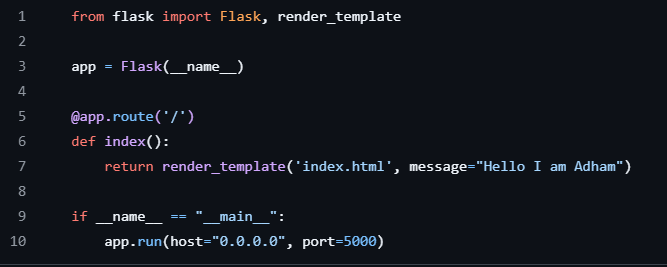 1 from flask import Flask, render_template
2
3 app = Flask(__name__)
4
5 @app.route('/')
6 def index():
7     return render_template('index.html', message="Hello I am Adham")
8
9 if __name__ == "__main__":
10     app.run(host="0.0.0.0", port=5000)